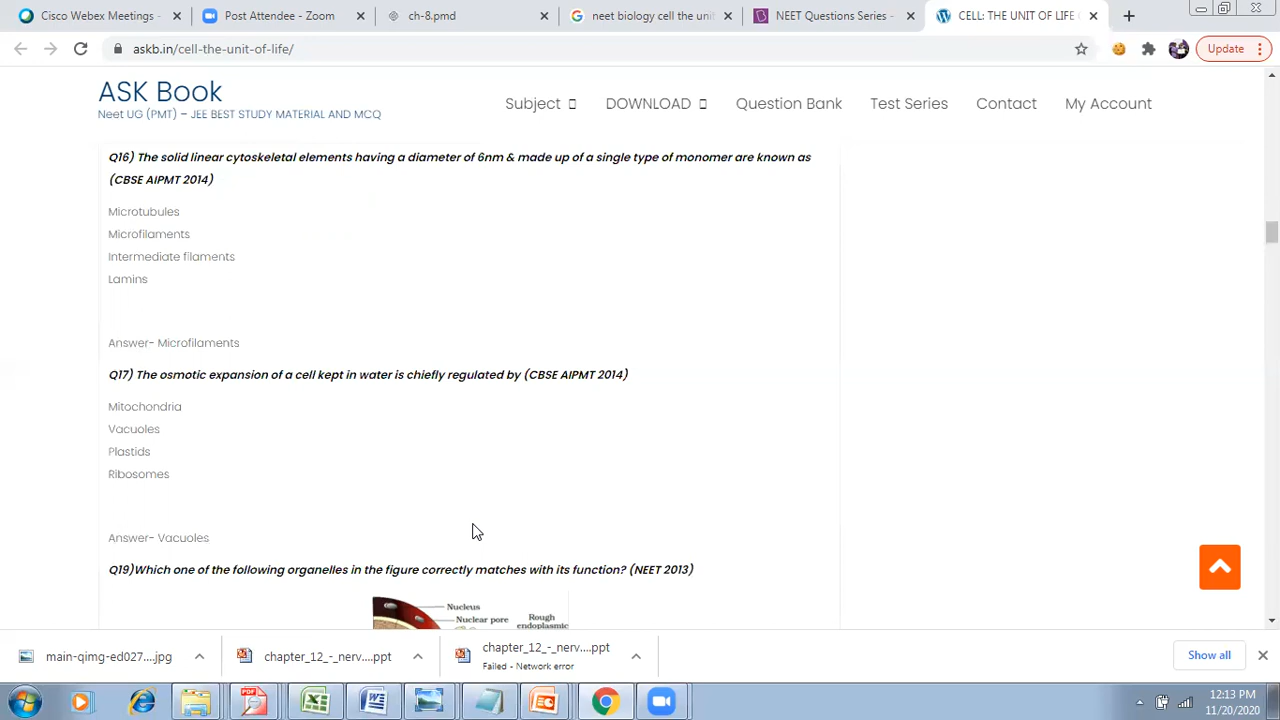 Cisco Webex Meetings -
Post Attendee - Zoom
ch-8.pmd
neet biology cell the unit
NEET Questions Series -
CELL: THE UNIT OF LIFE
askb.in/cell-the-unit-of-life/
Update
ASK Book
Neet UG (PMT) – JEE BEST STUDY MATERIAL AND MCQ
Subject
DOWNLOAD
Question Bank
Test Series
Contact
My Account
Q16) The solid linear cytoskeletal elements having a diameter of 6nm & made up of a single type of monomer are known as
(CBSE AIPMT 2014)
Microtubules
Microfilaments
Intermediate filaments
Lamins
Answer- Microfilaments
Q17) The osmotic expansion of a cell kept in water is chiefly regulated by (CBSE AIPMT 2014)
Mitochondria
Vacuoles
Plastids
Ribosomes
Answer- Vacuoles
Q19)Which one of the following organelles in the figure correctly matches with its function? (NEET 2013)
Nucleus
Nuclear pore
Rough
endoplasmic
main-qimg-ed027....jpg
chapter_12_-_nerv....ppt
chapter_12_-_nerv....ppt
Failed - Network error
Show all
12:13 PM
11/20/2020